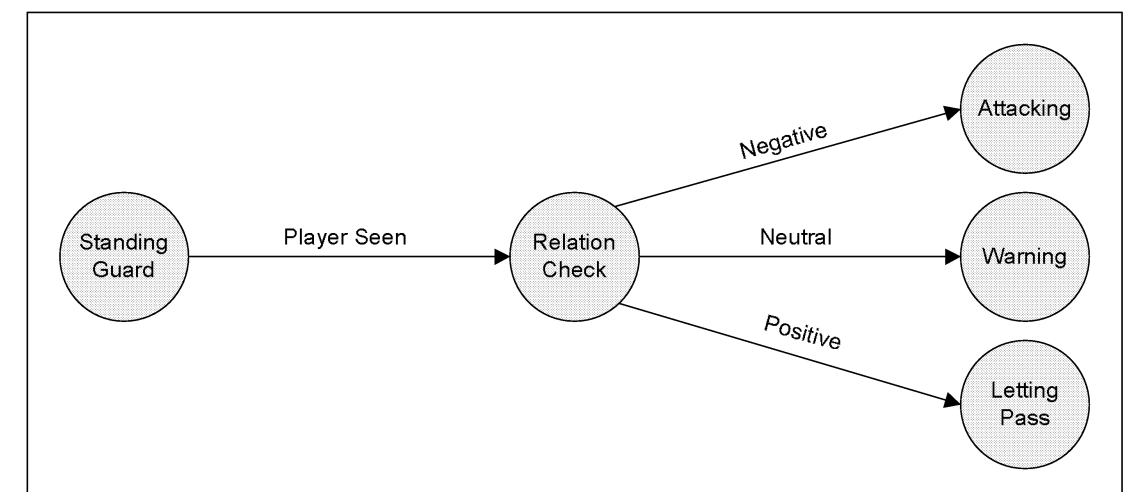 Standing
Guard
Player Seen
Relation
Check
Negative
Neutral
Positive
Attacking
Warning
Letting
Pass